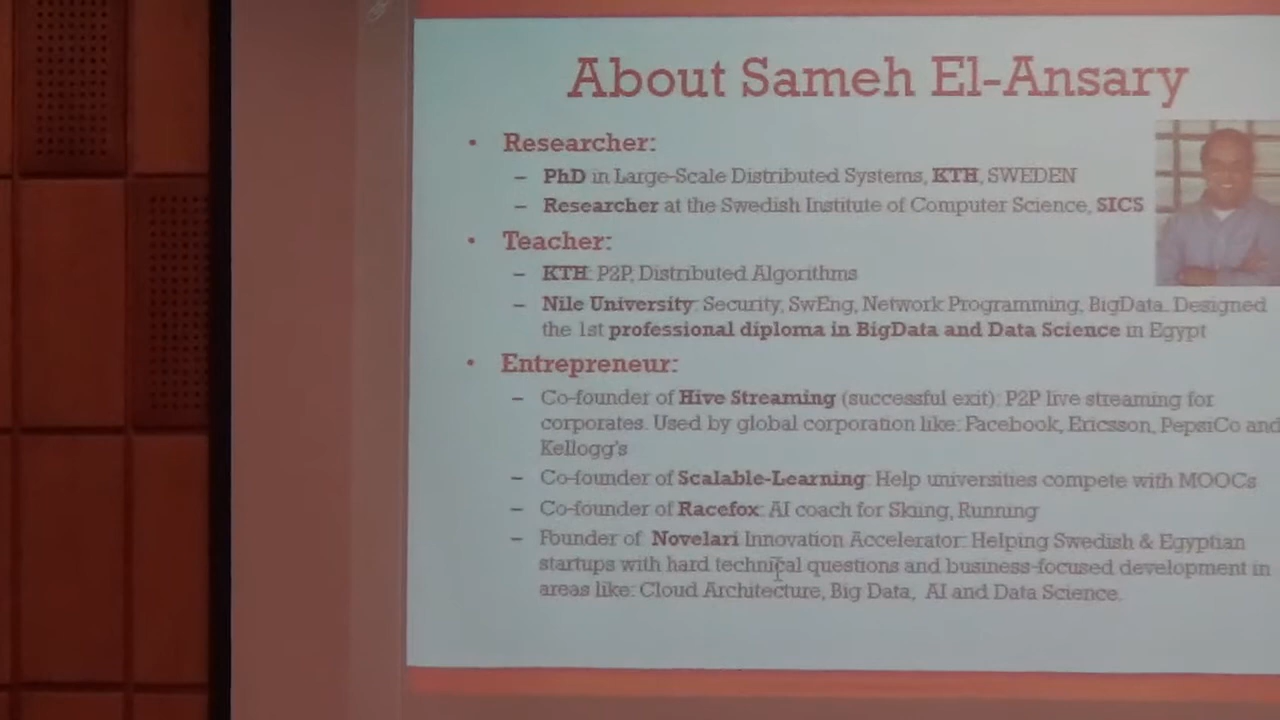 About Sameh El-Ansary
• Researcher:
– PhD in Large-Scale Distributed Systems, KTH, SWEDEN
– Researcher at the Swedish Institute of Computer Science, SICS
• Teacher:
– KTH: P2P, Distributed Algorithms
– Nile University: Security, SwEng, Network Programming, BigData. Designed
the 1st professional diploma in BigData and Data Science in Egypt
• Entrepreneur:
– Co-founder of Hive Streaming (successful exit): P2P live streaming for
corporates. Used by global corporation like: Facebook, Ericsson, PepsiCo and
Kellogg's
– Co-founder of Scalable-Learning: Help universities compete with MOOCs
– Co-founder of Racefox: AI coach for Skiing, Running
– Founder of Novelari Innovation Accelerator: Helping Swedish & Egyptian
startups with hard technical questions and business-focused development in
areas like: Cloud Architecture, Big Data, AI and Data Science.